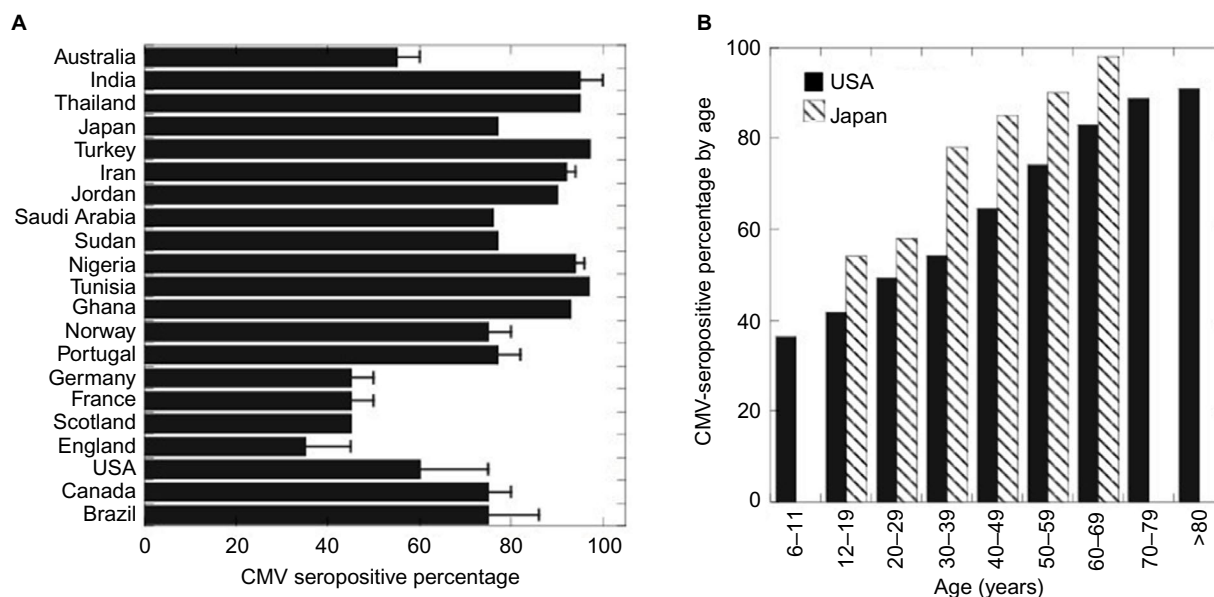 A
Australia
India
Thailand
Japan
Turkey
Iran
Jordan
Saudi Arabia
Sudan
Nigeria
Tunisia
Ghana
Norway
Portugal
Germany
France
Scotland
England
USA
Canada
Brazil
0 20 40 60 80 100
CMV seropositive percentage
B
CMV-seropositive percentage by age
100
80
60
40
20
0
USA
Japan
6–11 12–19 20–29 30–39 40–49 50–59 60–69 70–79 >80
Age (years)